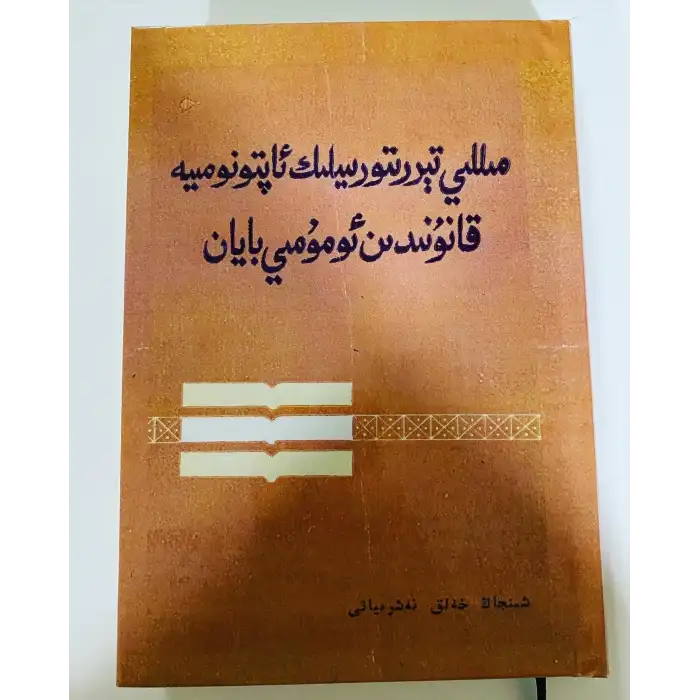 مىللىي تېررىتورىيىلىك ئاپتونومىيە
قانۇنىدىن ئومۇمىي بايان
شىنجاڭ خەلق نەشرىياتى